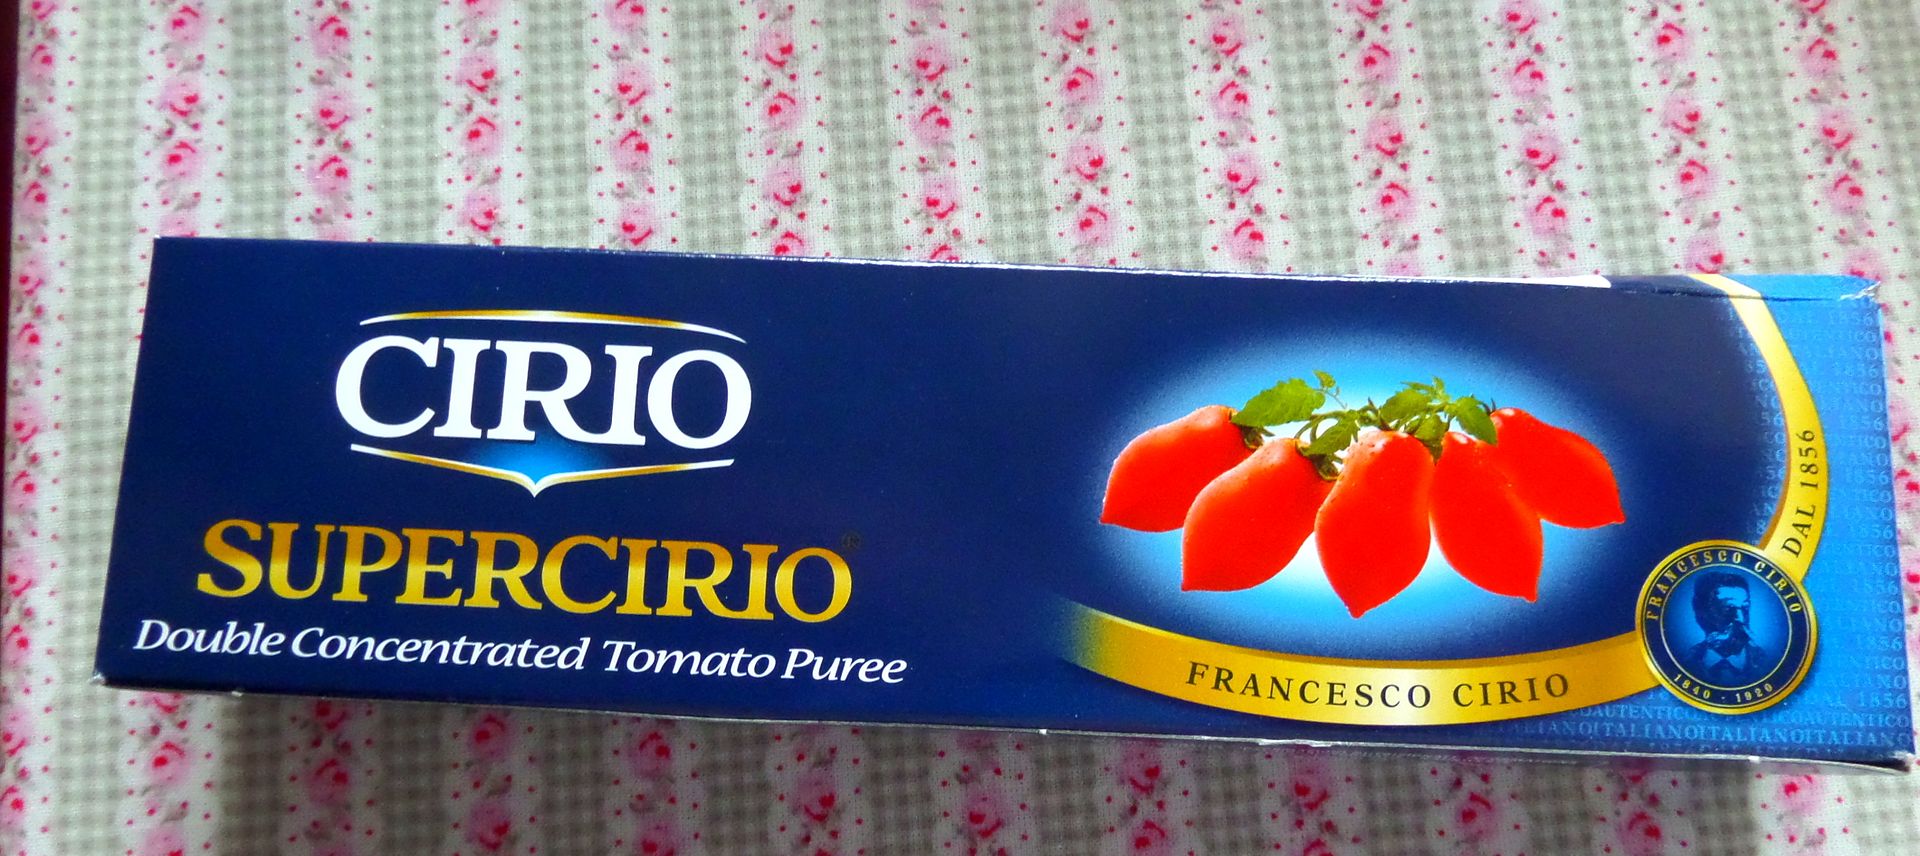 CIRIO
SUPERCIRIO®
Double Concentrated Tomato Puree
FRANCESCO CIRIO
DAL 1856
FRANCESCO CIRIO
1840 - 1920